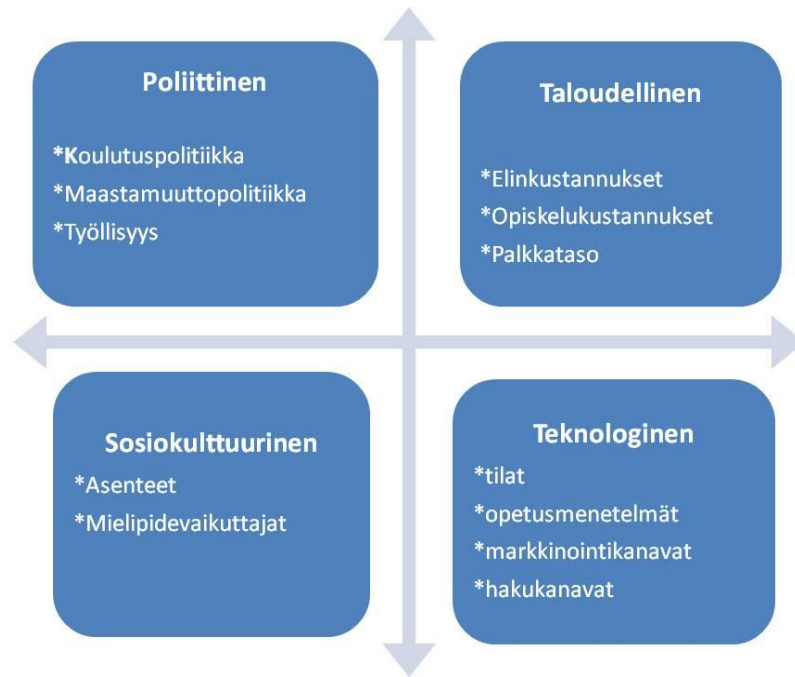 Poliittinen
*Koulutuspolitiikka
*Maastamuuttopolitiikka
*Työllisyys
Taloudellinen
*Elinkustannukset
*Opiskelukustannukset
*Palkkataso
Sosiokulttuurinen
*Asenteet
*Mielipidevaikuttajat
Teknologinen
*tilat
*opetusmenetelmät
*markkinointikanavat
*hakukanavat